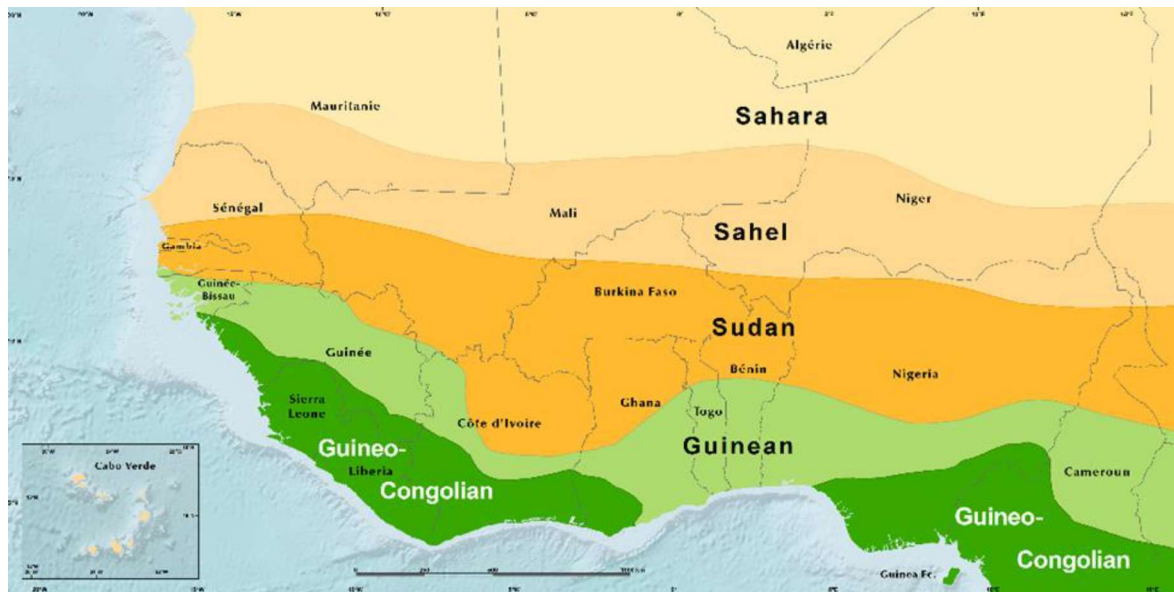 Algérie
Mauritanie
Sahara
Sénégal
Mali
Niger
Sahel
Gambia
Guinée-
Bissau
Burkina Faso
Sudan
Guinée
Bénin
Nigeria
Sierra
Leone
Côte d'Ivoire
Ghana
Togo
Guineo-
Liberia
Congolian
Guinean
Cameroun
Cabo Verde
Guineo-
Congolian
Guinea Ec.